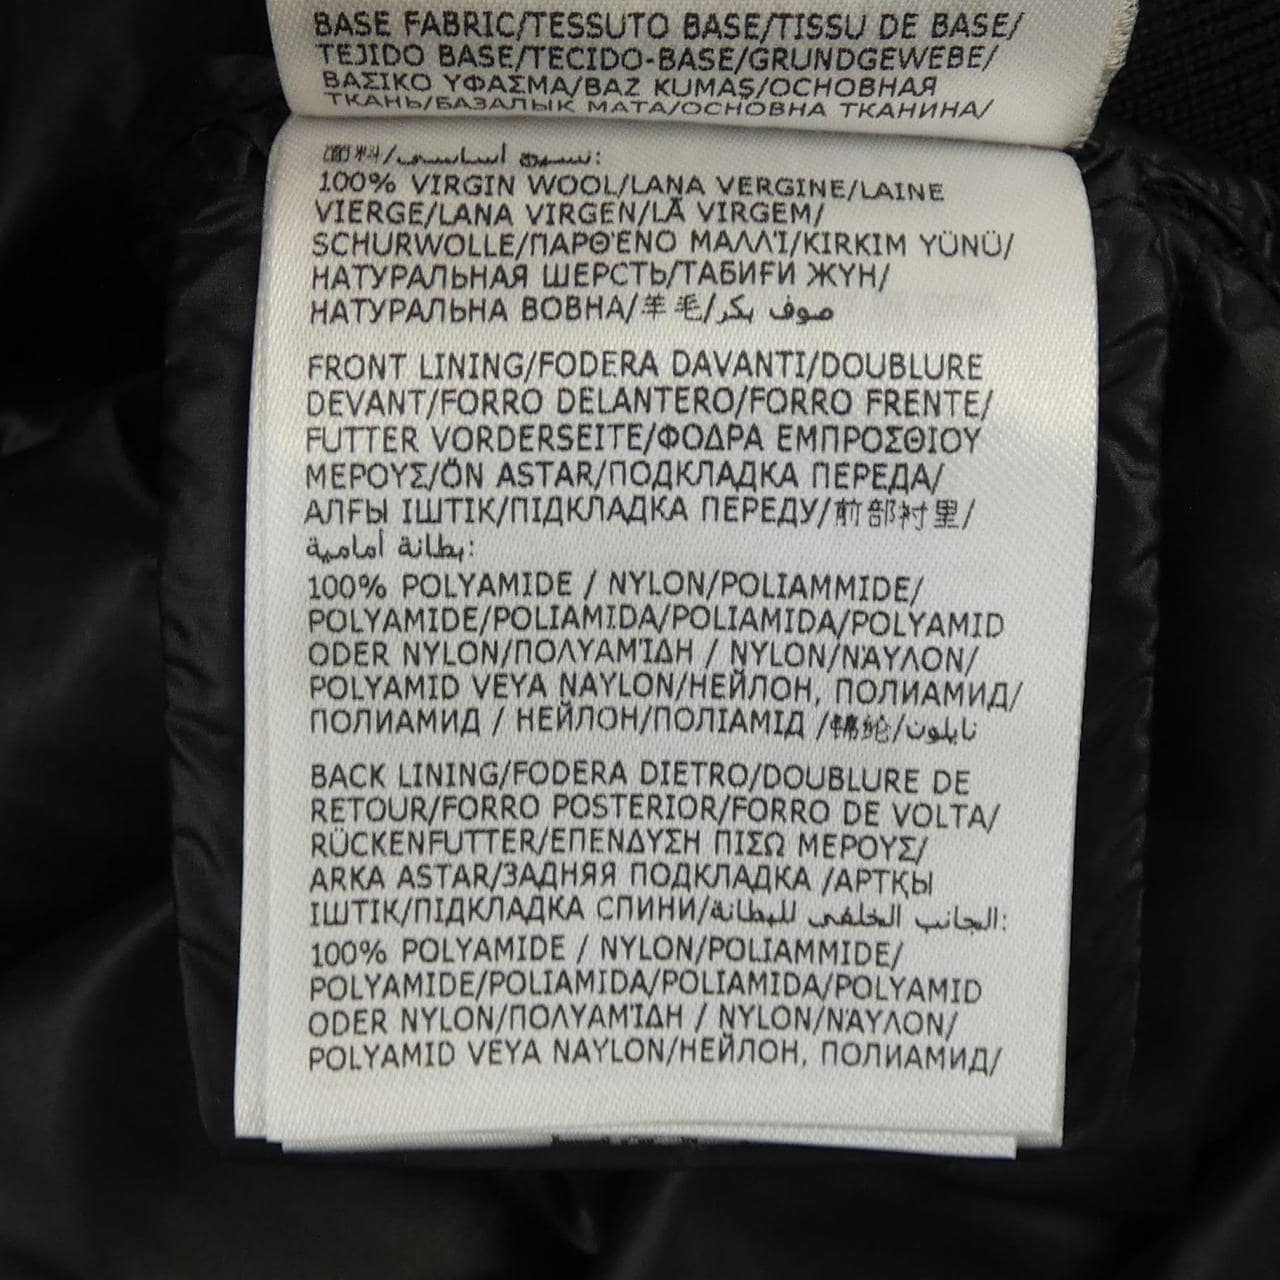 BASE FABRIC/TESSUTO BASE/TISSU DE BASE/
TEJIDO BASE/TECIDO-BASE/GRUNDGEWEBE/
ΒΑΣΙΚΟ ΥΦΑΣΜΑ/BAZ KUMAŞ/ОСНОВНАЯ
ТКАНЬ/БАЗАЛЫК МАТА/ОСНОВНА ТКАНИНА/
面料/نسيج أساسي:
100% VIRGIN WOOL/LANA VERGINE/LAINE
VIERGE/LANA VIRGEN/LÃ VIRGEM/
SCHURWOLLE/ΠΑΡΘΈΝΟ ΜΑΛΛΊ/KIRKIM YÜNÜ/
НАТУРАЛЬНАЯ ШЕРСТЬ/ТАБИҒИ ЖҮН/
НАТУРАЛЬНА ВОВНА/羊毛/صوف بكر
FRONT LINING/FODERA DAVANTI/DOUBLURE
DEVANT/FORRO DELANTERO/FORRO FRENTE/
FUTTER VORDERSEITE/ΦΟΔΡΑ ΕΜΠΡΟΣΘΙΟΥ
ΜΕΡΟΥΣ/ÖN ASTAR/ПОДКЛАДКА ПЕРЕДА/
АЛҒЫ ІШТІК/ПІДКЛАДКА ПЕРЕДУ/前部衬里/
بطانة أمامية:
100% POLYAMIDE / NYLON/POLIAMMIDE/
POLYAMIDE/POLIAMIDA/POLIAMIDA/POLYAMID
ODER NYLON/ΠΟΛΥΑΜΊΔΗ / NYLON/ΝΆΥΛΟΝ/
POLYAMID VEYA NAYLON/НЕЙЛОН, ПОЛИАМИД/
ПОЛИАМИД / НЕЙЛОН/ПОЛІАМІД /锦纶/نايلون
BACK LINING/FODERA DIETRO/DOUBLURE DE
RETOUR/FORRO POSTERIOR/FORRO DE VOLTA/
RÜCKENFUTTER/ΕΠΕΝΔΥΣΗ ΠΙΣΩ ΜΕΡΟΥΣ/
ARKA ASTAR/ЗАДНЯЯ ПОДКЛАДКА /АРТҚЫ
ІШТІК/ПІДКЛАДКА СПИНИ/الجانب الخلفي للبطانة:
100% POLYAMIDE / NYLON/POLIAMMIDE/
POLYAMIDE/POLIAMIDA/POLIAMIDA/POLYAMID
ODER NYLON/ΠΟΛΥΑΜΊΔΗ / NYLON/ΝΆΥΛΟΝ/
POLYAMID VEYA NAYLON/НЕЙЛОН, ПОЛИАМИД/